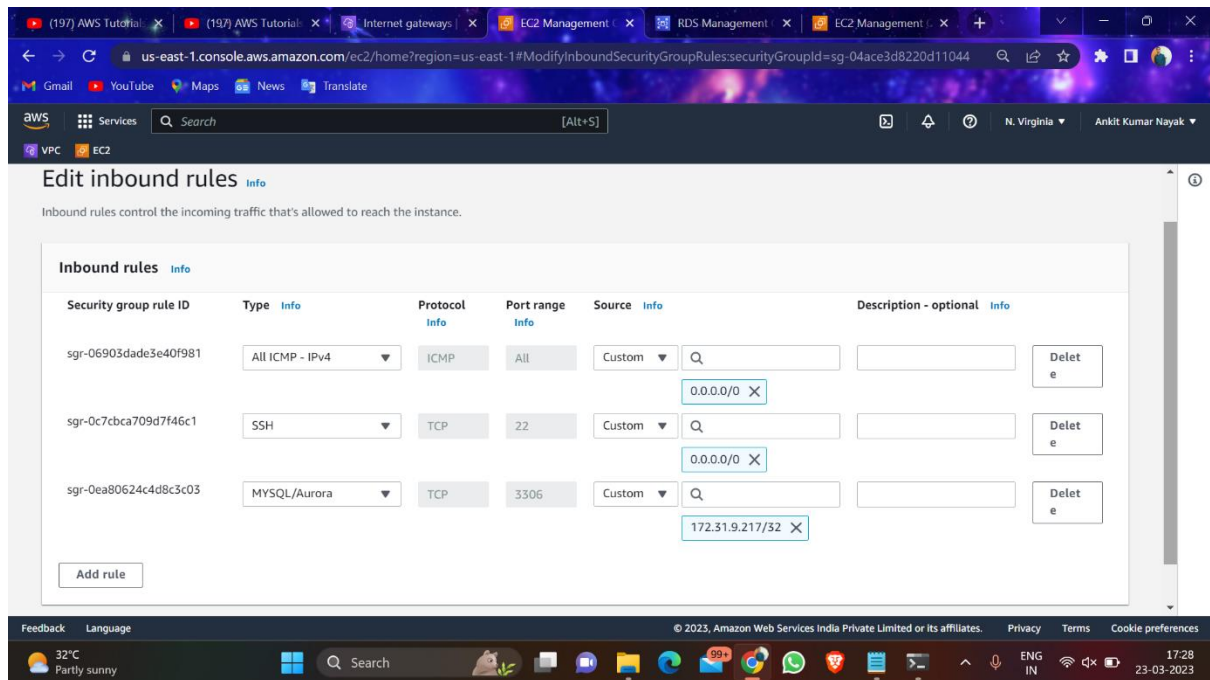 (197) AWS Tutorial
(197) AWS Tutorial
Internet gateways |
EC2 Management C
RDS Management C
EC2 Management C
us-east-1.console.aws.amazon.com/ec2/home?region=us-east-1#ModifyInboundSecurityGroupRules:securityGroupId=sg-04ace3d8220d11044
Gmail YouTube Maps News Translate
aws Services Search [Alt+S] N. Virginia ▼ Ankit Kumar Nayak ▼
VPC EC2
Edit inbound rules Info
Inbound rules control the incoming traffic that's allowed to reach the instance.
Inbound rules Info
Security group rule ID Type Info Protocol Info Port range Info Source Info Description - optional Info
sgr-06903dade3e40f981 All ICMP - IPv4 ICMP All Custom Delete
0.0.0.0/0
sgr-0c7cbca709d7f46c1 SSH TCP 22 Custom Delete
0.0.0.0/0
sgr-0ea80624c4d8c3c03 MYSQL/Aurora TCP 3306 Custom Delete
172.31.9.217/32
Add rule
Feedback Language © 2023, Amazon Web Services India Private Limited or its affiliates. Privacy Terms Cookie preferences
32°C
Partly sunny
Search
99+
ENG
IN
17:28
23-03-2023